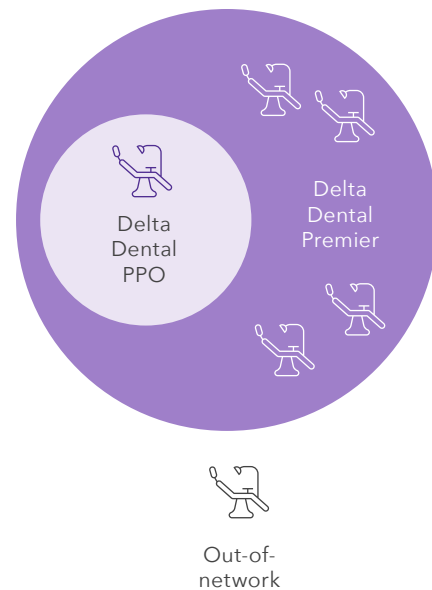 Delta
Dental
PPO
Delta
Dental
Premier
Out-of-
network